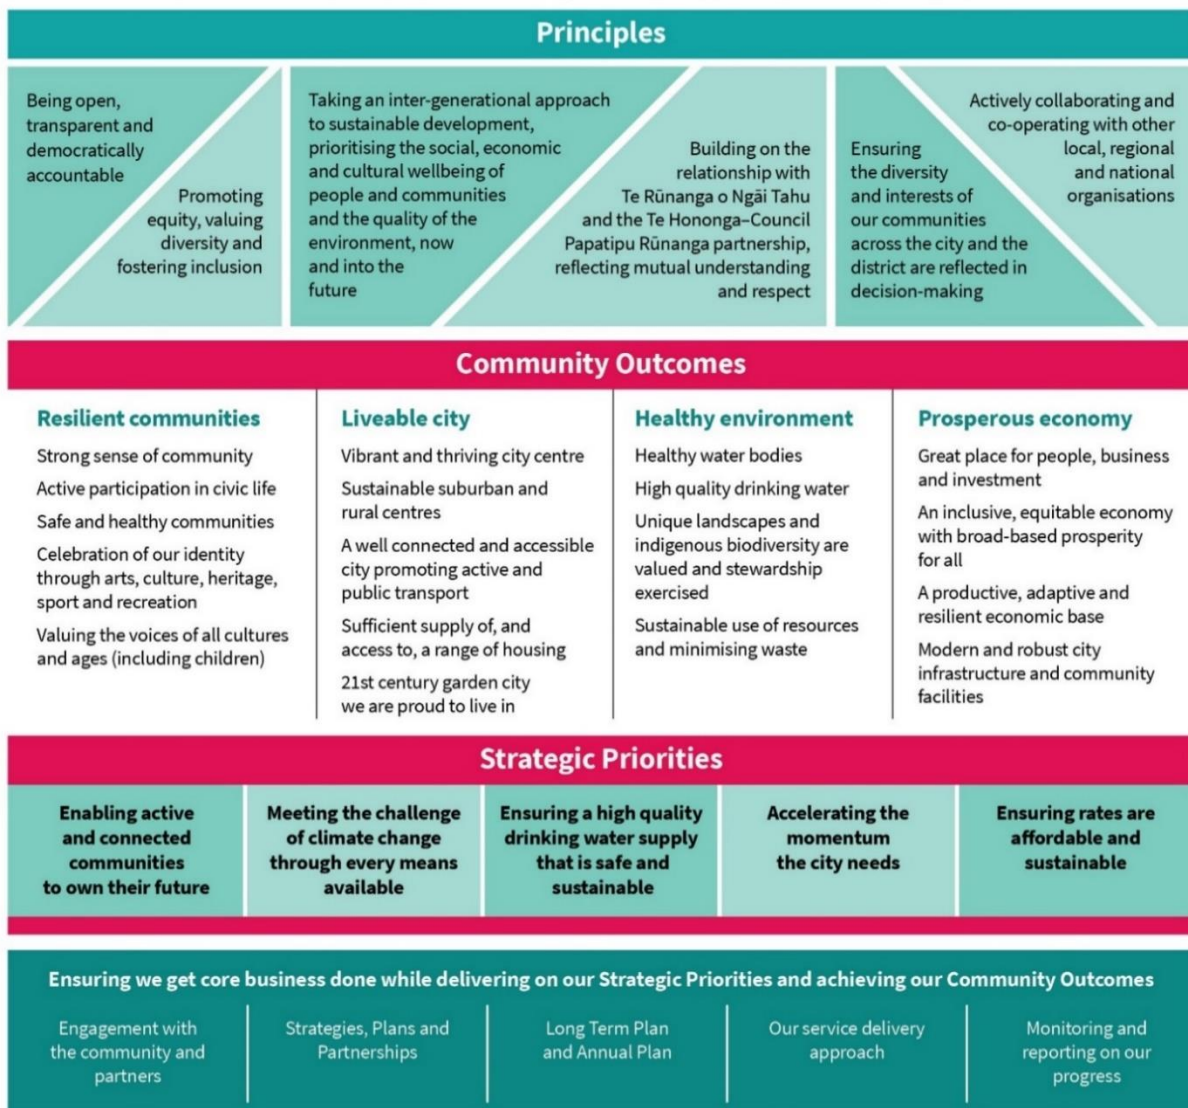 Principles
Being open,
transparent and
democratically
accountable
Promoting
equity, valuing
diversity and
fostering inclusion
Taking an inter-generational approach
to sustainable development,
prioritising the social, economic
and cultural wellbeing of
people and communities
and the quality of the
environment, now
and into the
future
Building on the
relationship with
Te Rūnanga o Ngāi Tahu
and the Te Hononga–Council
Papatipu Rūnanga partnership,
reflecting mutual understanding
and respect
Ensuring
the diversity
and interests of
our communities
across the city and the
district are reflected in
decision-making
Actively collaborating and
co-operating with other
local, regional
and national
organisations
Community Outcomes
Resilient communities
Strong sense of community
Active participation in civic life
Safe and healthy communities
Celebration of our identity
through arts, culture, heritage,
sport and recreation
Valuing the voices of all cultures
and ages (including children)
Liveable city
Vibrant and thriving city centre
Sustainable suburban and
rural centres
A well connected and accessible
city promoting active and
public transport
Sufficient supply of, and
access to, a range of housing
21st century garden city
we are proud to live in
Healthy environment
Healthy water bodies
High quality drinking water
Unique landscapes and
indigenous biodiversity are
valued and stewardship
exercised
Sustainable use of resources
and minimising waste
Prosperous economy
Great place for people, business
and investment
An inclusive, equitable economy
with broad-based prosperity
for all
A productive, adaptive and
resilient economic base
Modern and robust city
infrastructure and community
facilities
Strategic Priorities
Enabling active
and connected
communities
to own their future
Meeting the challenge
of climate change
through every means
available
Ensuring a high quality
drinking water supply
that is safe and
sustainable
Accelerating the
momentum
the city needs
Ensuring rates are
affordable and
sustainable
Ensuring we get core business done while delivering on our Strategic Priorities and achieving our Community Outcomes
Engagement with
the community and
partners
Strategies, Plans and
Partnerships
Long Term Plan
and Annual Plan
Our service delivery
approach
Monitoring and
reporting on our
progress